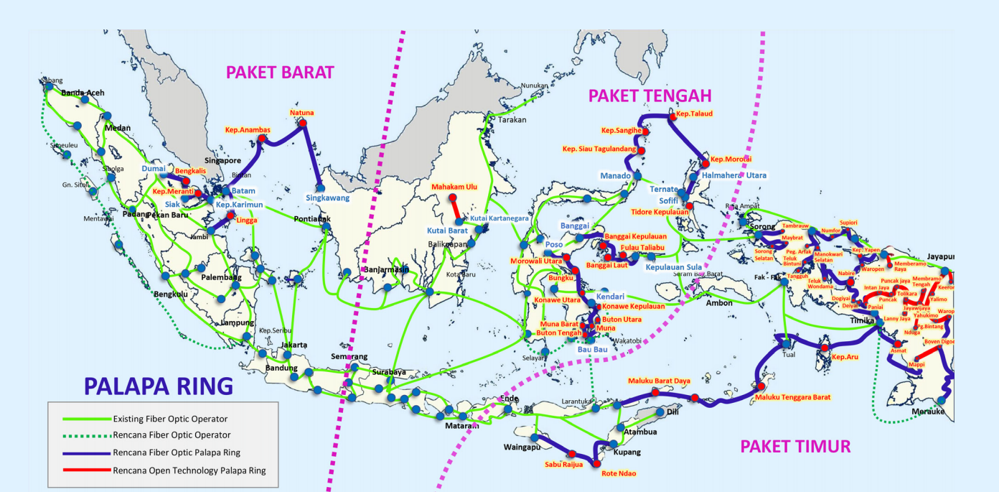 PAKET BARAT
PAKET TENGAH
PAKET TIMUR
Sabang
Banda Aceh
Medan
Simeuleu
Sibolga
Gn. Sitoli
Mentawai
Padang
Pekan Baru
Dumai
Bengkalis
Kep.Meranti
Siak
Singapore
Bintan
Batam
Kep.Karimun
Lingga
Jambi
Kep.Anambas
Natuna
Singkawang
Pontianak
Palembang
Bengkulu
Lampung
Kep.Seribu
Jakarta
Bandung
Semarang
Surabaya
Mataram
Nunukan
Tarakan
Mahakam Ulu
Kutai Kartanegara
Kutai Barat
Balikpapan
Kota Baru
Banjarmasin
Kep.Talaud
Kep.Sangihe
Kep. Siau Tagulandang
Manado
Kep.Morotai
Halmahera Utara
Ternate
Sofifi
Tidore Kepulauan
Banggai
Banggai Kepulauan
Pulau Taliabu
Poso
Morowali Utara
Banggai Laut
Kepulauan Sula
Bungku
Kendari
Konawe Utara
Konawe Kepulauan
Buton Utara
Muna Barat
Muna
Buton Tengah
Bau Bau
Wakatobi
Selayar
Raja Ampat
Sorong
Tambrauw
Maybrat
Sorong
Selatan
Peg. Arfak
Teluk
Bintuni
Manokwari
Selatan
Numfor
Supiori
Kep. Yapen
Waropen
Memberamo
Raya
Jayapur
Seram Bag.Barat
Ambon
Fak - Fak
Tangguh
Teluk
Wondama
Nabire
Puncak jaya
Membramo
Tengah
Keerom
Intan Jaya
Tolikara
Dogiyai
Deiyai
Puncak
Yalimo
Paniai
Jayawijaya
Timika
Lanny Jaya
Yahukimo
Warop
Pg.Bintang
Nduga
Asmat
Boven Digoe
Mappi
Merauke
Tual
Kep.Aru
Maluku Barat Daya
Maluku Tenggara Barat
Larantuka
Ende
Dili
Atambua
Kupang
Waingapu
Sabu Raijua
Rote Ndao
PALAPA RING
Existing Fiber Optic Operator
Rencana Fiber Optic Operator
Rencana Fiber Optic Palapa Ring
Rencana Open Technology Palapa Ring